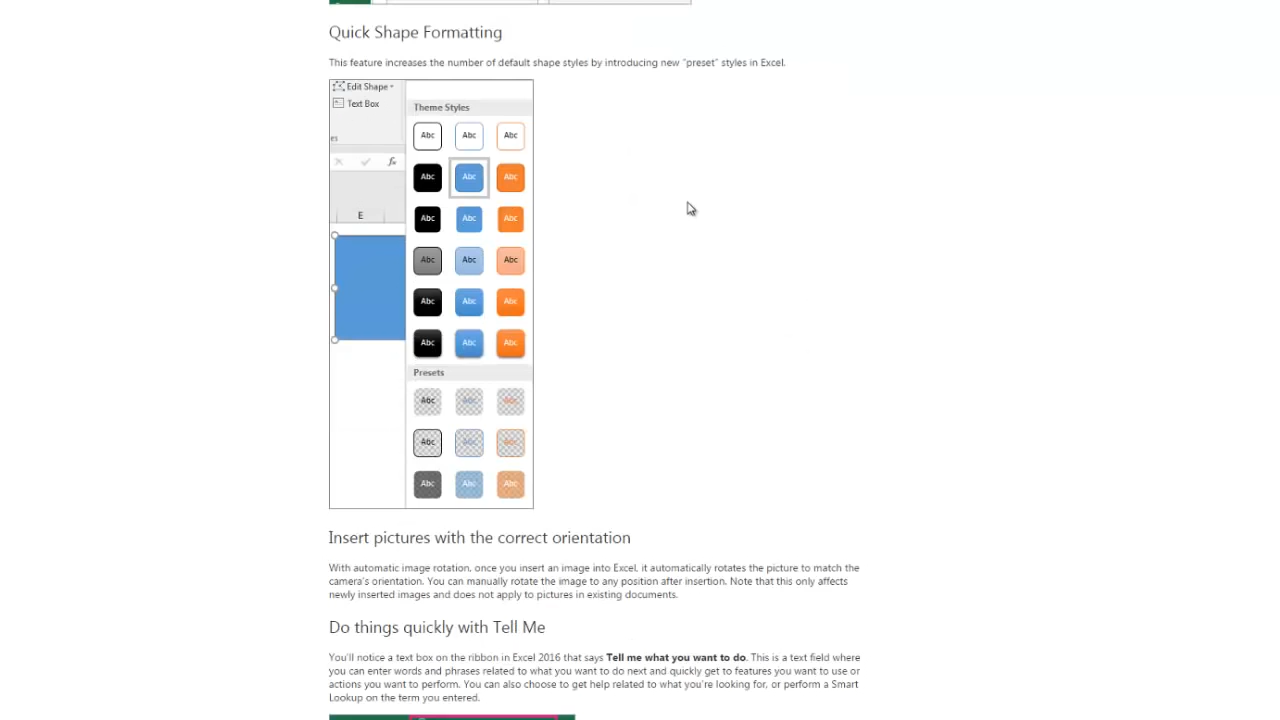 Quick Shape Formatting
This feature increases the number of default shape styles by introducing new "preset" styles in Excel.
Edit Shape
Text Box
Theme Styles
es
Abc Abc Abc
fx
Abc Abc Abc
E
Abc Abc Abc
Abc Abc Abc
Abc Abc Abc
Abc Abc Abc
Presets
Abc Abc Abc
Abc Abc Abc
Abc Abc Abc
Insert pictures with the correct orientation
With automatic image rotation, once you insert an image into Excel, it automatically rotates the picture to match the
camera's orientation. You can manually rotate the image to any position after insertion. Note that this only affects
newly inserted images and does not apply to pictures in existing documents.
Do things quickly with Tell Me
You'll notice a text box on the ribbon in Excel 2016 that says Tell me what you want to do. This is a text field where
you can enter words and phrases related to what you want to do next and quickly get to features you want to use or
actions you want to perform. You can also choose to get help related to what you're looking for, or perform a Smart
Lookup on the term you entered.